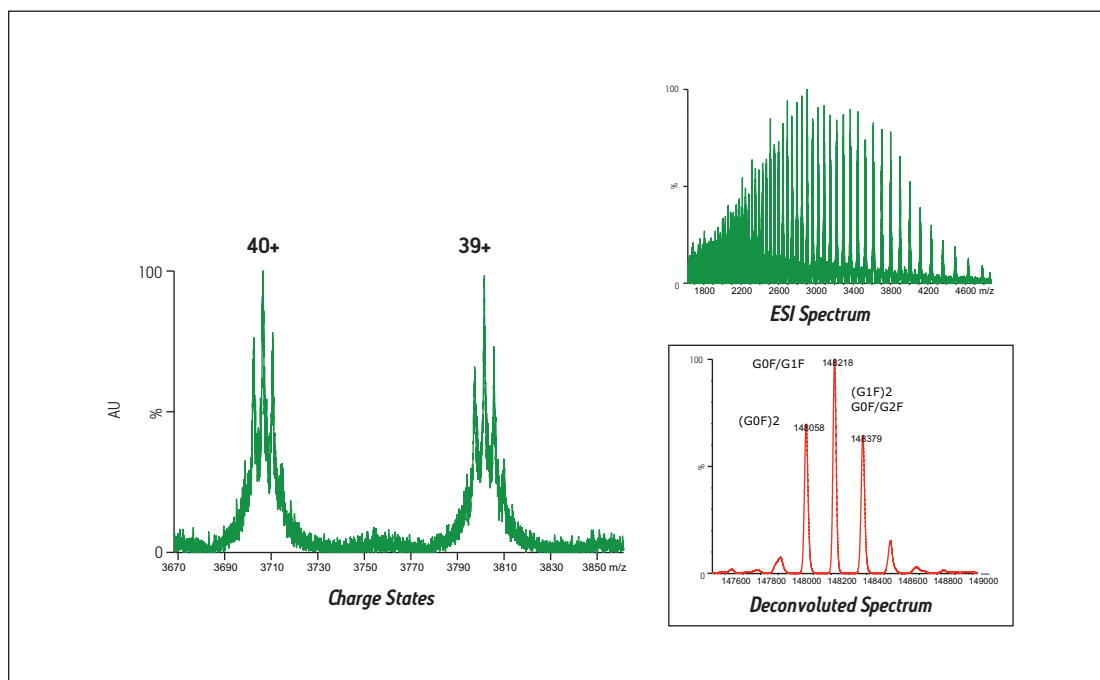 40+
39+
100
AU
%
0
3670 3690 3710 3730 3750 3770 3790 3810 3830 3850 m/z
Charge States
100
%
0
1800 2200 2600 3000 3400 3800 4200 4600 m/z
ESI Spectrum
100
G0F/G1F
148218
(G1F)2
G0F/G2F
(G0F)2
148058
148379
%
0
147600 147800 148000 148200 148400 148600 148800 149000
Deconvoluted Spectrum